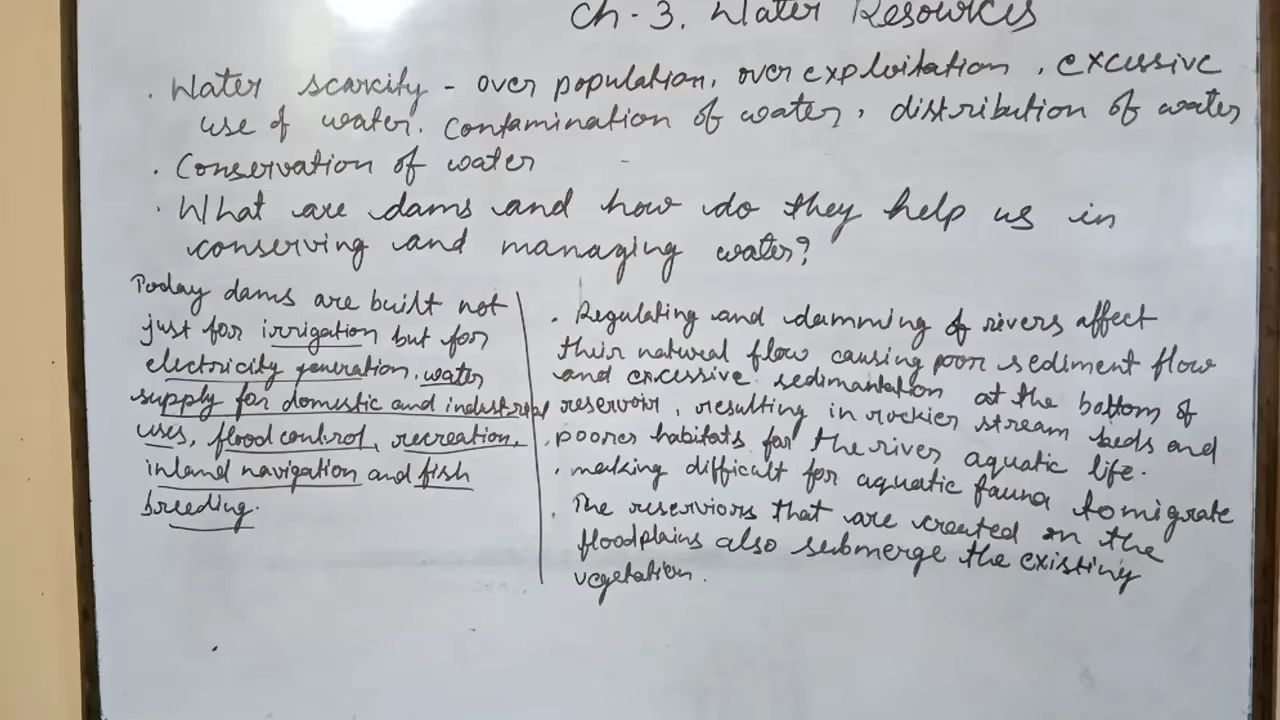 Ch - 3. Water Resources
. Water scarcity - over population, over exploitation, excessive
use of water. Contamination of water, distribution of water
. Conservation of water
. What are dams and how do they help us in
conserving and managing water?
Today dams are built not
just for irrigation but for
electricity generation, water
supply for domestic and industrial
uses, flood control, recreation,
inland navigation and fish
breeding.
. Regulating and damming of rivers affect
their natural flow causing poor sediment flow
and excessive sedimantation at the bottom of
reservoir, resulting in rockier stream beds and
. poorer habitats for the river aquatic life.
. making difficult for aquatic fauna to migrate
. The reserviors that are created on the
floodplains also submerge the existing
vegetation.